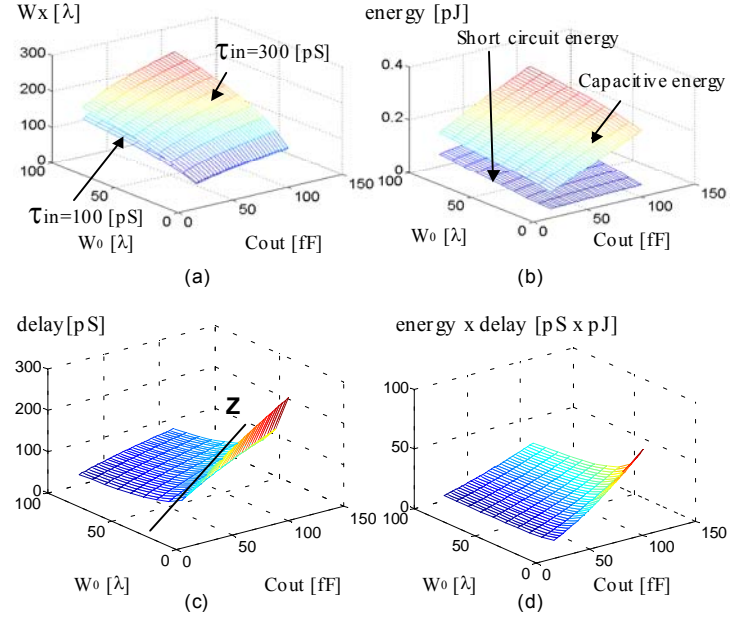 Wx [λ]
τin=300 [pS]
300
200
100
0
100
50
0
0
50
100
150
τin=100 [pS]
W0 [λ]
Cout [fF]
(a)
energy [pJ]
Short circuit energy
Capacitive energy
0.4
0.2
0
100
50
0
0
50
100
150
W0 [λ]
Cout [fF]
(b)
delay[pS]
300
200
100
0
100
50
0
0
50
100
150
Z
W0 [λ]
Cout [fF]
(c)
energy x delay [pS x pJ]
100
50
0
100
50
0
0
50
100
150
W0 [λ]
Cout [fF]
(d)